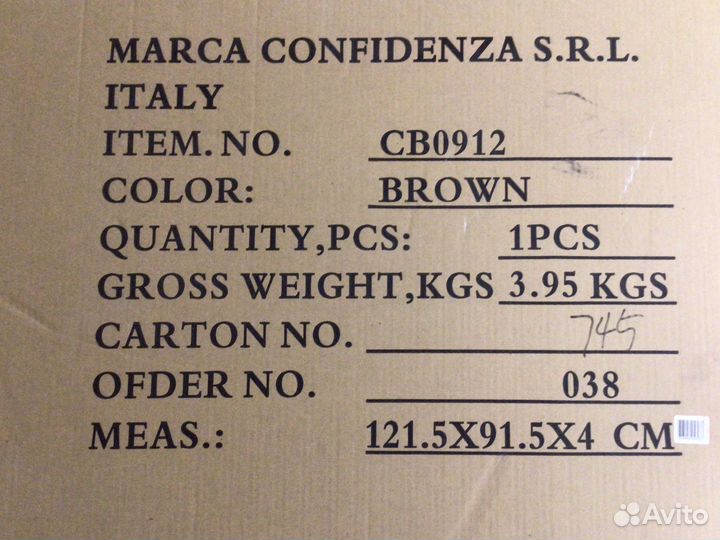 MARCA CONFIDENZA S.R.L.
ITALY
ITEM. NO. CB0912
COLOR: BROWN
QUANTITY,PCS: 1PCS
GROSS WEIGHT,KGS 3.95 KGS
CARTON NO. 745
OFDER NO. 038
MEAS.: 121.5X91.5X4 CM
Avito